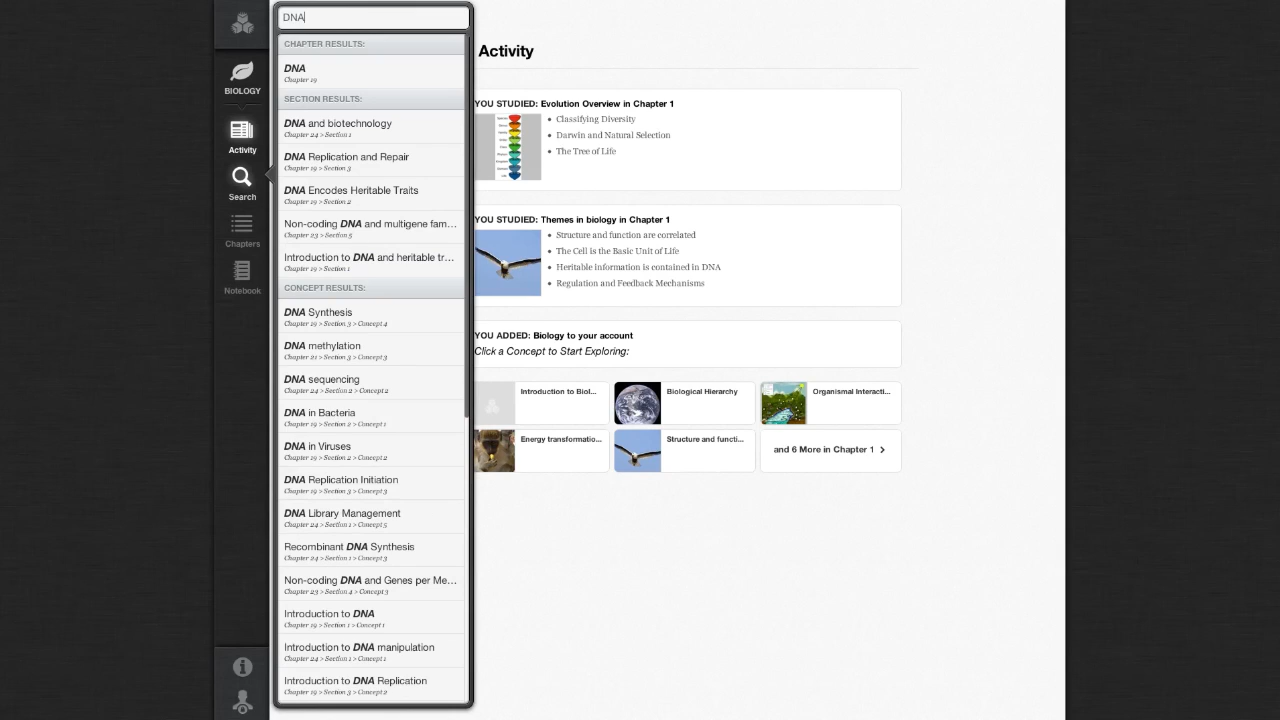 DNA
CHAPTER RESULTS:
DNA
Chapter 19
SECTION RESULTS:
DNA and biotechnology
Chapter 24 > Section 1
DNA Replication and Repair
Chapter 19 > Section 3
DNA Encodes Heritable Traits
Chapter 19 > Section 2
Non-coding DNA and multigene fam...
Chapter 23 > Section 5
Introduction to DNA and heritable tr...
Chapter 19 > Section 1
CONCEPT RESULTS:
DNA Synthesis
Chapter 19 > Section 3 > Concept 4
DNA methylation
Chapter 21 > Section 3 > Concept 3
DNA sequencing
Chapter 24 > Section 2 > Concept 2
DNA in Bacteria
Chapter 19 > Section 2 > Concept 1
DNA in Viruses
Chapter 19 > Section 2 > Concept 2
DNA Replication Initiation
Chapter 19 > Section 3 > Concept 3
DNA Library Management
Chapter 24 > Section 1 > Concept 5
Recombinant DNA Synthesis
Chapter 24 > Section 1 > Concept 3
Non-coding DNA and Genes per Me...
Chapter 23 > Section 4 > Concept 3
Introduction to DNA
Chapter 19 > Section 1 > Concept 1
Introduction to DNA manipulation
Chapter 24 > Section 1 > Concept 1
Introduction to DNA Replication
Chapter 19 > Section 3 > Concept 2
BIOLOGY
Activity
Search
Chapters
Notebook
Activity
YOU STUDIED: Evolution Overview in Chapter 1
• Classifying Diversity
• Darwin and Natural Selection
• The Tree of Life
YOU STUDIED: Themes in biology in Chapter 1
• Structure and function are correlated
• The Cell is the Basic Unit of Life
• Heritable information is contained in DNA
• Regulation and Feedback Mechanisms
YOU ADDED: Biology to your account
Click a Concept to Start Exploring:
Introduction to Biol...
Biological Hierarchy
Organismal Interacti...
Energy transformatio...
Structure and functi...
and 6 More in Chapter 1